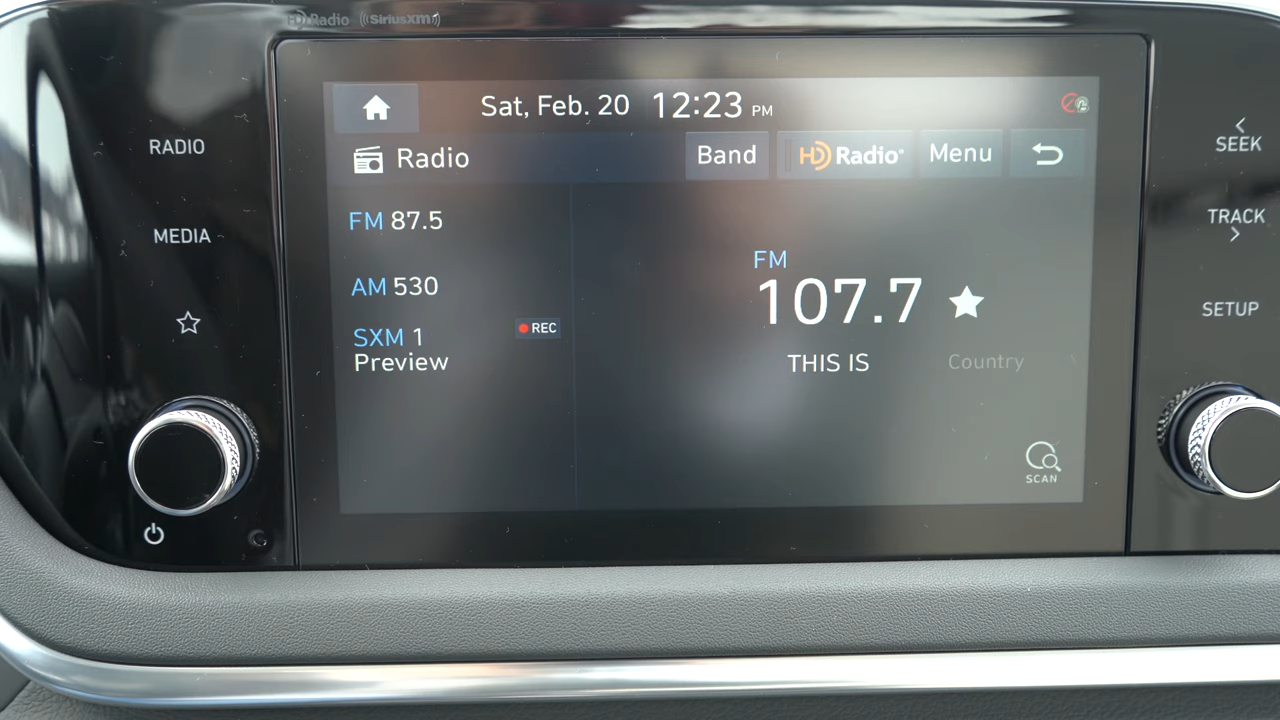 HD Radio ((SiriusXM))
Sat, Feb. 20 12:23 PM
Radio Band HD Radio® Menu
RADIO
MEDIA
FM 87.5
AM 530
SXM 1
REC
Preview
FM
107.7
THIS IS Country
SCAN
SEEK
TRACK
SETUP